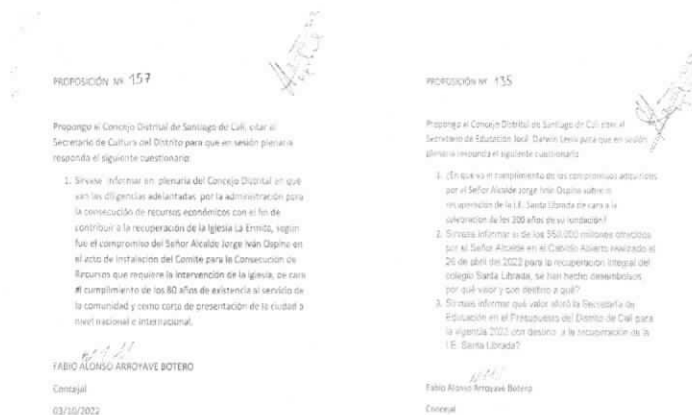 PROPOSICIÓN Nº 157
Propongo al Concejo Distrital de Santiago de Cali, citar al
Secretario de Cultura del Distrito para que en sesión plenaria
responda el siguiente cuestionario:
1. Sírvase informar en plenaria del Concejo Distrital en qué
van las diligencias adelantadas por la administración para
la consecución de recursos económicos con el fin de
contribuir a la recuperación de la Iglesia La Ermita, según
fue el compromiso del Señor Alcalde Jorge Iván Ospina en
el acto de instalación del Comité para la Consecución de
Recursos que requiere la intervención de la iglesia, de cara
al cumplimiento de los 80 años de existencia al servicio de
la comunidad y como carta de presentación de la ciudad a
nivel nacional e internacional.
FABIO ALONSO ARROYAVE BOTERO
Concejal
03/10/2022
PROPOSICIÓN Nº 135
Propongo al Concejo Distrital de Santiago de Cali citar al
Secretario de Educación José Darwin Lenis para que en sesión
plenaria responda el siguiente cuestionario
1. ¿En qué va el cumplimiento de los compromisos adquiridos
por el Señor Alcalde Jorge Iván Ospina sobre la
recuperación de la I.E. Santa Librada de cara a la
celebración de los 200 años de su fundación?
2. Sírvase informar si de los millones ofrecidos
por el Señor Alcalde en el Cabildo Abierto realizado el
26 de abril del 2022 para la recuperación integral del
colegio Santa Librada, se han hecho desembolsos
por qué valor y con destino a qué?
3. Sírvase informar qué valor la Secretaría de
Educación en el Presupuesto del Distrito de Cali para
la vigencia 2022 con destino a la recuperación de la
I.E. Santa Librada?
Fabio Alonso Arroyave Botero
Concejal